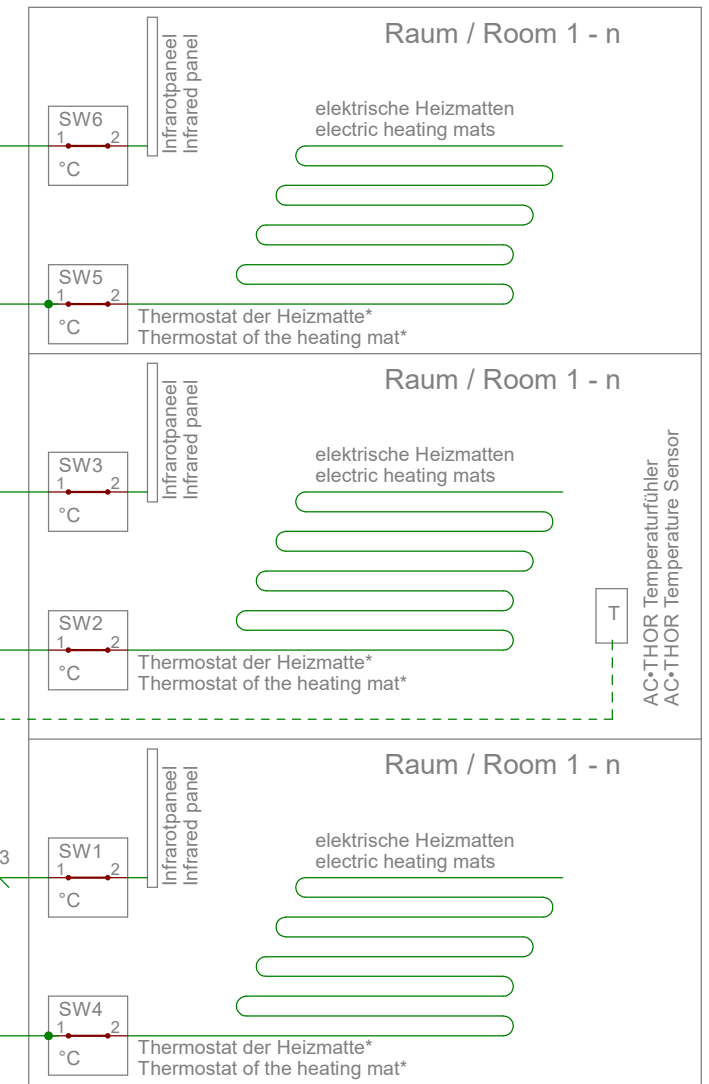 Raum / Room 1 - n
Infrarotpaneel
Infrared panel
elektrische Heizmatten
electric heating mats
SW6
1 2
°C
SW5
1 2
°C
Thermostat der Heizmatte*
Thermostat of the heating mat*
Raum / Room 1 - n
Infrarotpaneel
Infrared panel
elektrische Heizmatten
electric heating mats
SW3
1 2
°C
AC•THOR Temperaturfühler
AC•THOR Temperature Sensor
T
SW2
1 2
°C
Thermostat der Heizmatte*
Thermostat of the heating mat*
Raum / Room 1 - n
Infrarotpaneel
Infrared panel
elektrische Heizmatten
electric heating mats
3
SW1
1 2
°C
SW4
1 2
°C
Thermostat der Heizmatte*
Thermostat of the heating mat*